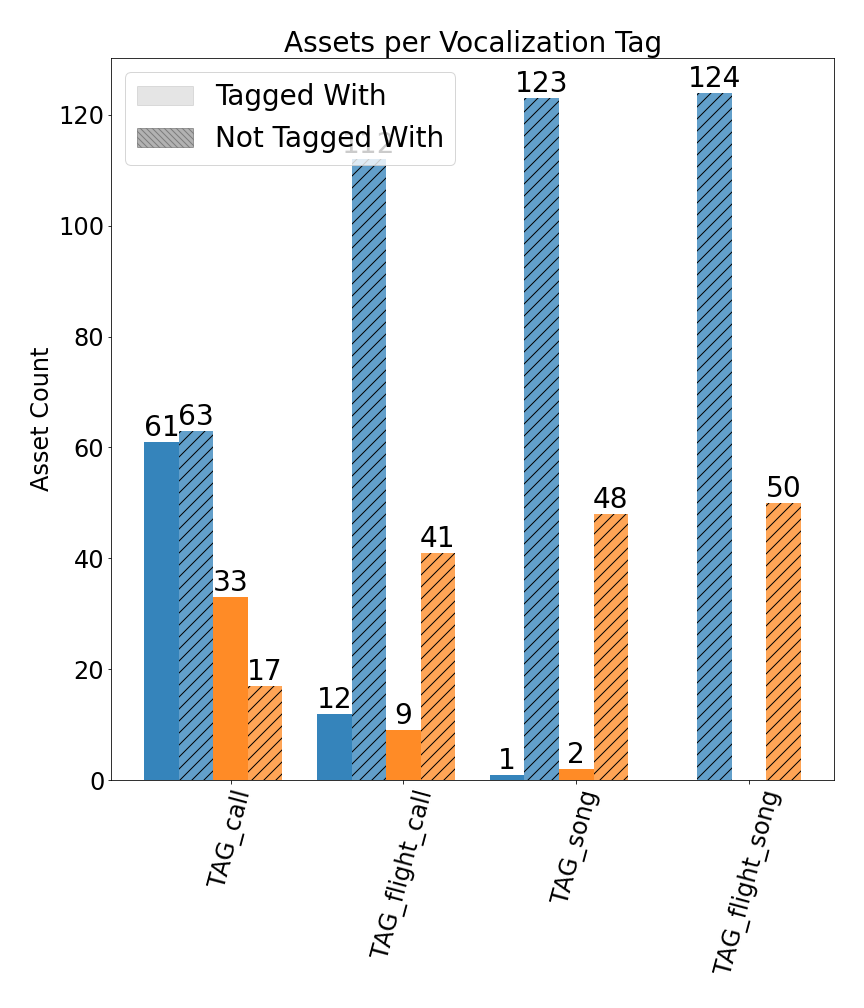 Assets per Vocalization Tag
Tagged With
Not Tagged With
Asset Count
120
100
80
60
40
20
0
61
63
33
17
12
112
9
41
1
123
2
48
124
50
TAG_call
TAG_flight_call
TAG_song
TAG_flight_song